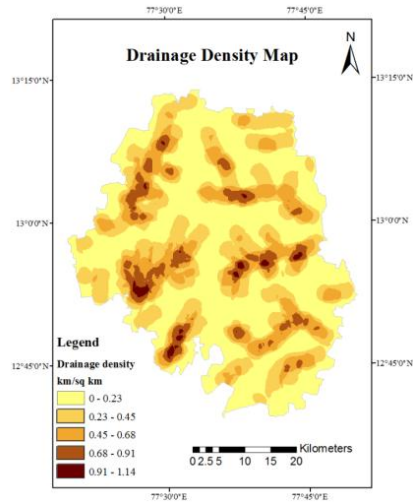 77°30'0"E 77°45'0"E
Drainage Density Map
N
13°15'0"N 13°15'0"N
13°0'0"N 13°0'0"N
12°45'0"N 12°45'0"N
Legend
Drainage density
km/sq km
0 - 0.23
0.23 - 0.45
0.45 - 0.68
0.68 - 0.91
0.91 - 1.14
Kilometers
0 2.5 5 10 15 20
77°30'0"E 77°45'0"E